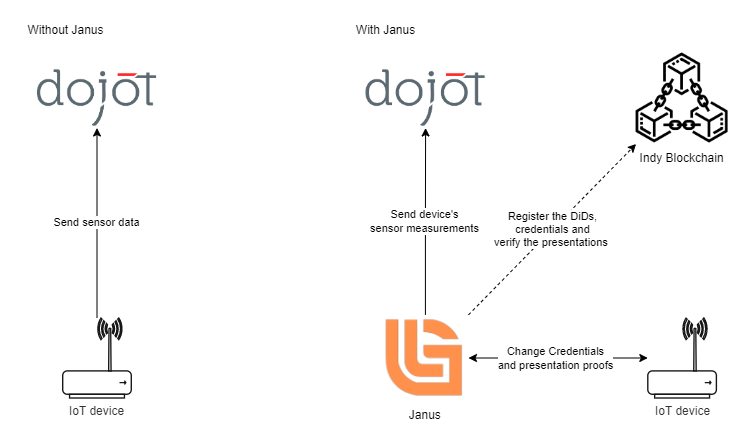 Without Janus
With Janus
dojot
dojot
Indy Blockchain
Send sensor data
Send device's
sensor measurements
Register the DiDs,
credentials and
verify the presentations
Change Credentials
and presentation proofs
IoT device
Janus
IoT device